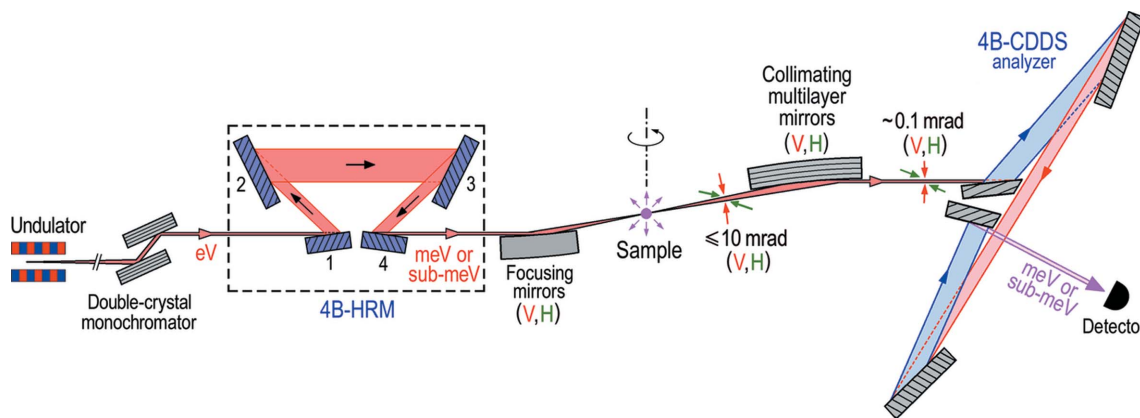 Undulator
Double-crystal
monochromator
eV
2
3
1
4
4B-HRM
meV or
sub-meV
Focusing
mirrors
(V,H)
Sample
⩽10 mrad
(V,H)
Collimating
multilayer
mirrors
(V,H)
~0.1 mrad
(V,H)
4B-CDDS
analyzer
meV or
sub-meV
Detecto